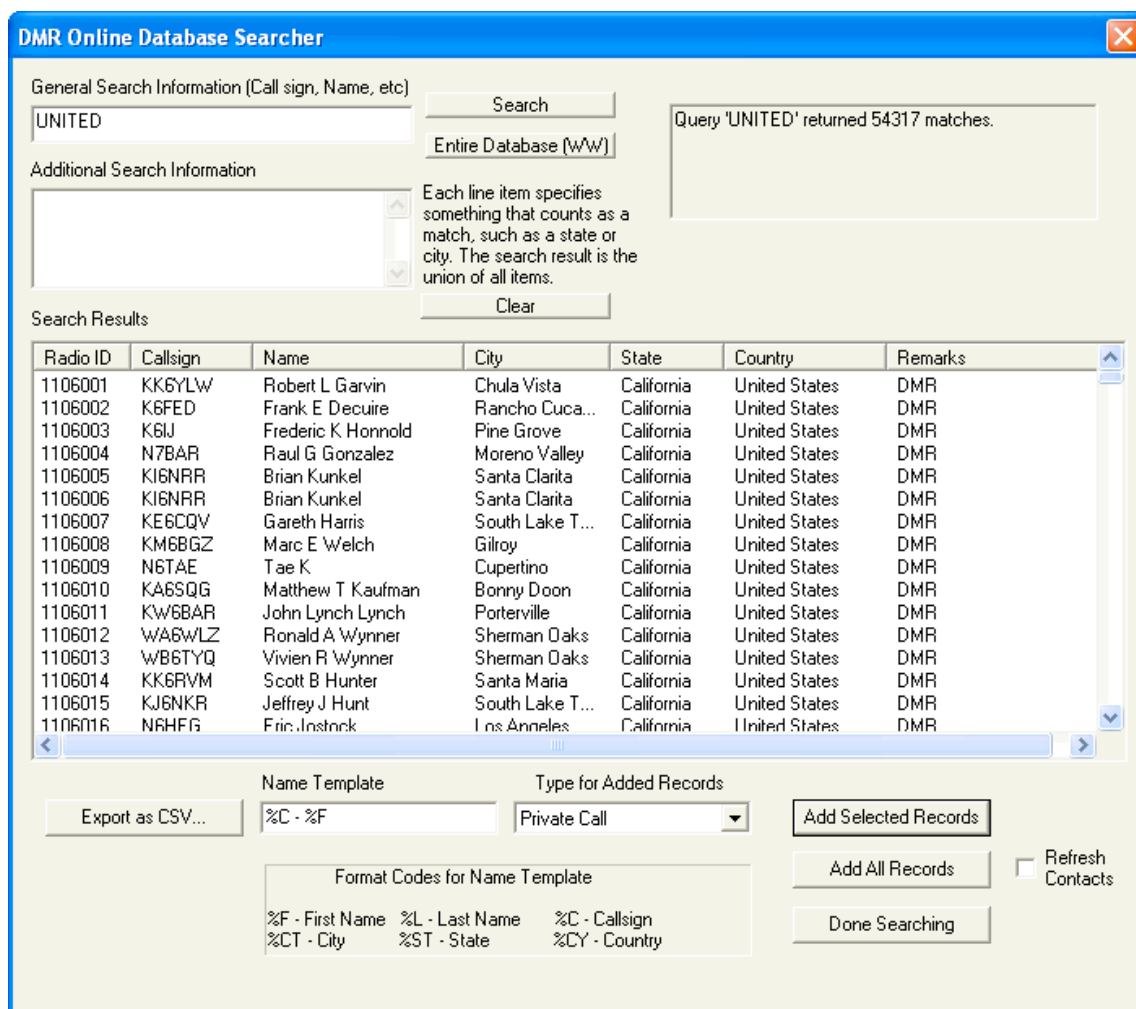 DMR Online Database Searcher
General Search Information (Call sign, Name, etc)
UNITED
Search
Entire Database (WW)
Query 'UNITED' returned 54317 matches.
Additional Search Information
Each line item specifies
something that counts as a
match, such as a state or
city. The search result is the
union of all items.
Clear
Search Results
Radio ID Callsign Name City State Country Remarks
1106001 KK6YLW Robert L Garvin Chula Vista California United States DMR
1106002 K6FED Frank E Decuire Rancho Cuca... California United States DMR
1106003 K6IJ Frederic K Honnold Pine Grove California United States DMR
1106004 N7BAR Raul G Gonzalez Moreno Valley California United States DMR
1106005 KI6NRR Brian Kunkel Santa Clarita California United States DMR
1106006 KI6NRR Brian Kunkel Santa Clarita California United States DMR
1106007 KE6CQV Gareth Harris South Lake T... California United States DMR
1106008 KM6BGZ Marc E Welch Gilroy California United States DMR
1106009 N6TAE Tae K Cupertino California United States DMR
1106010 KA6SQG Matthew T Kaufman Bonny Doon California United States DMR
1106011 KW6BAR John Lynch Lynch Porterville California United States DMR
1106012 WA6WLZ Ronald A Wynner Sherman Oaks California United States DMR
1106013 WB6TYQ Vivien R Wynner Sherman Oaks California United States DMR
1106014 KK6RVM Scott B Hunter Santa Maria California United States DMR
1106015 KJ6NKR Jeffrey J Hunt South Lake T... California United States DMR
1106016 N6HFG Eric Jostock Los Angeles California United States DMR
Name Template
Type for Added Records
Export as CSV...
%C - %F
Private Call
Add Selected Records
Format Codes for Name Template
%F - First Name %L - Last Name %C - Callsign
%CT - City %ST - State %CY - Country
Add All Records
Refresh
Contacts
Done Searching